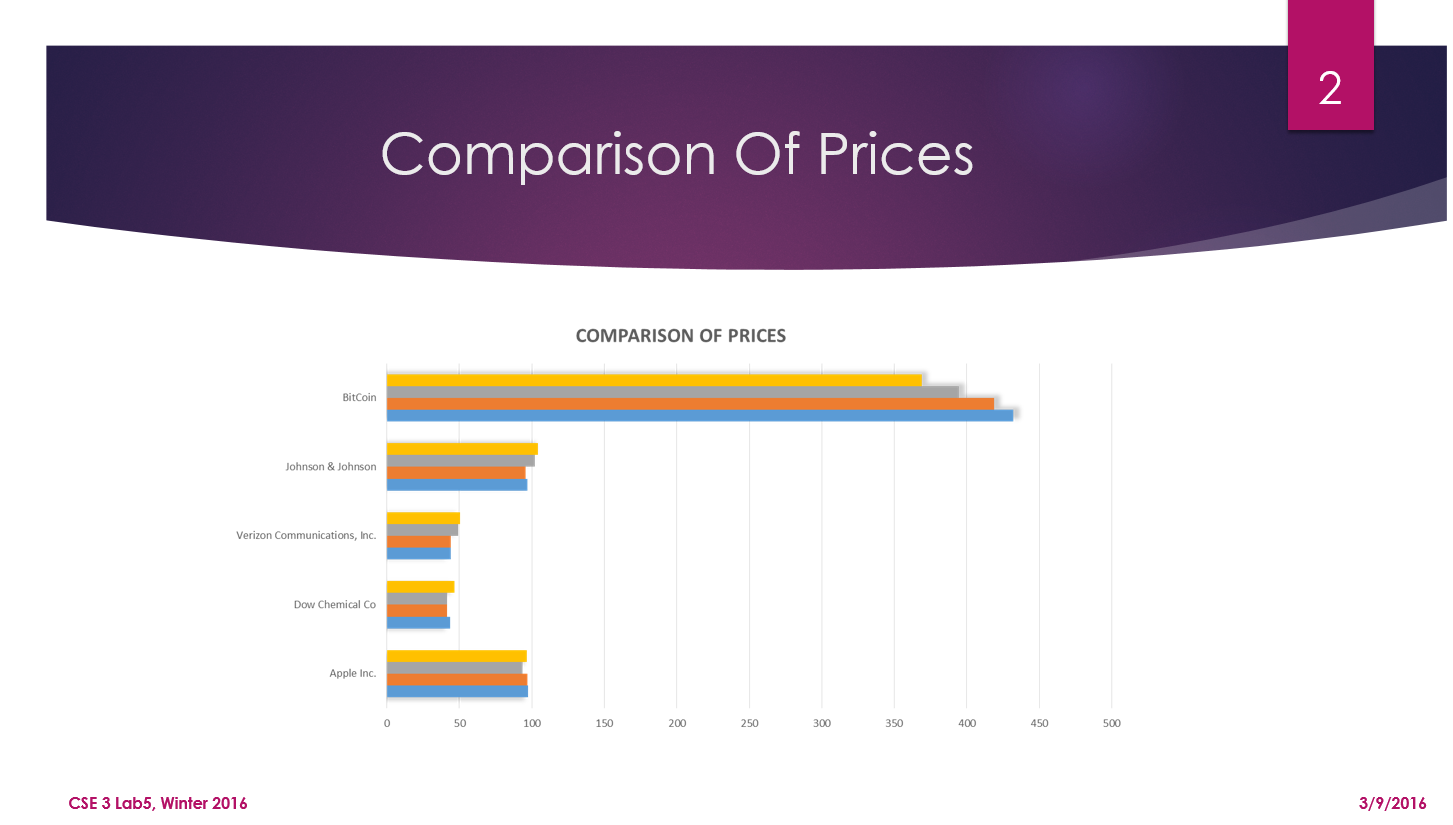 2
Comparison Of Prices
COMPARISON OF PRICES
BitCoin
Johnson & Johnson
Verizon Communications, Inc.
Dow Chemical Co
Apple Inc.
0 50 100 150 200 250 300 350 400 450 500
CSE 3 Lab5, Winter 2016
3/9/2016